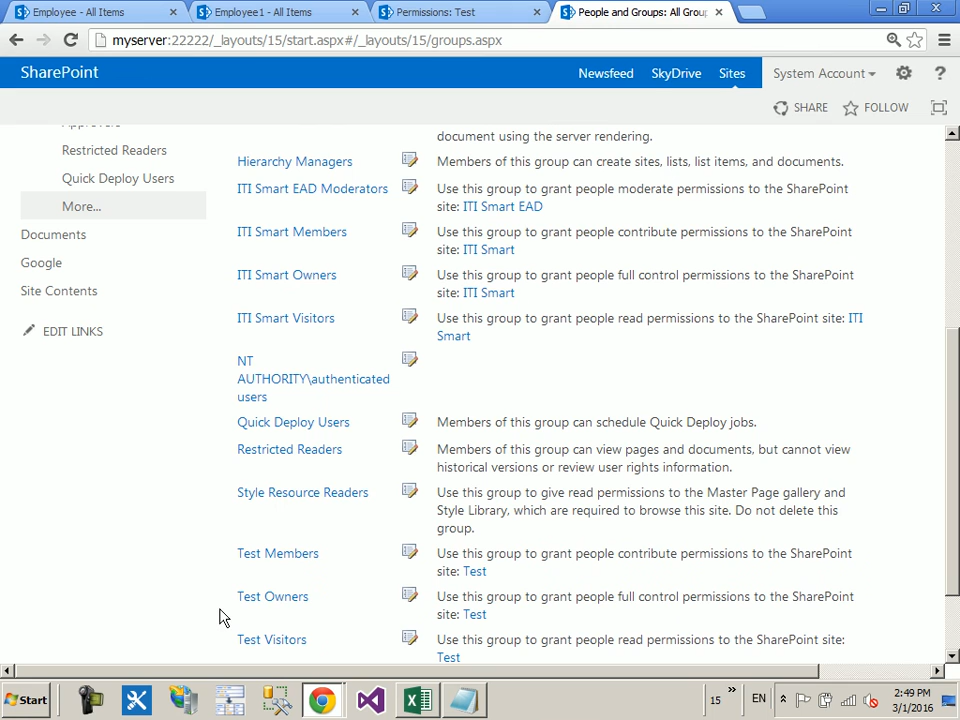 Employee - All Items
Employee1 - All Items
Permissions: Test
People and Groups: All Grou
myserver:22222/_layouts/15/start.aspx#/_layouts/15/groups.aspx
SharePoint
Newsfeed
SkyDrive
Sites
System Account
?
SHARE
FOLLOW
Approvers
Restricted Readers
Quick Deploy Users
More...
Documents
Google
Site Contents
EDIT LINKS
document using the server rendering.
Hierarchy Managers
Members of this group can create sites, lists, list items, and documents.
ITI Smart EAD Moderators
Use this group to grant people moderate permissions to the SharePoint
site: ITI Smart EAD
ITI Smart Members
Use this group to grant people contribute permissions to the SharePoint
site: ITI Smart
ITI Smart Owners
Use this group to grant people full control permissions to the SharePoint
site: ITI Smart
ITI Smart Visitors
Use this group to grant people read permissions to the SharePoint site: ITI
Smart
NT
AUTHORITY\authenticated
users
Quick Deploy Users
Members of this group can schedule Quick Deploy jobs.
Restricted Readers
Members of this group can view pages and documents, but cannot view
historical versions or review user rights information.
Style Resource Readers
Use this group to give read permissions to the Master Page gallery and
Style Library, which are required to browse this site. Do not delete this
group.
Test Members
Use this group to grant people contribute permissions to the SharePoint
site: Test
Test Owners
Use this group to grant people full control permissions to the SharePoint
site: Test
Test Visitors
Use this group to grant people read permissions to the SharePoint site:
Test
Start
15
EN
2:49 PM
3/1/2016